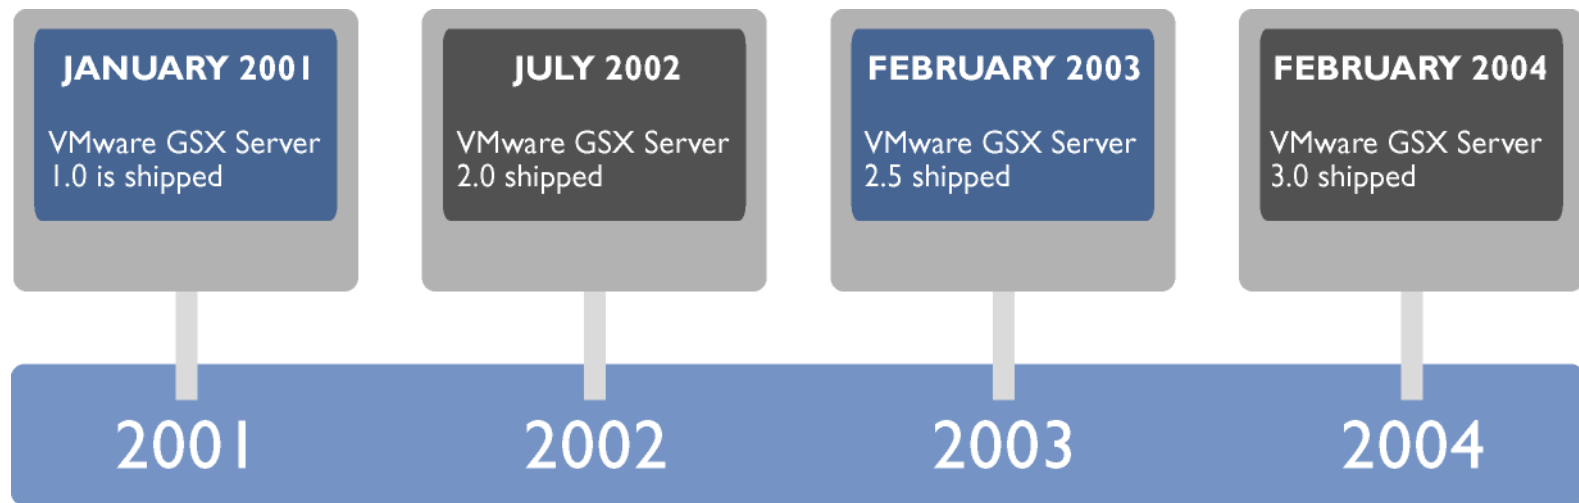 JANUARY 2001
VMware GSX Server
1.0 is shipped
JULY 2002
VMware GSX Server
2.0 shipped
FEBRUARY 2003
VMware GSX Server
2.5 shipped
FEBRUARY 2004
VMware GSX Server
3.0 shipped
2001
2002
2003
2004